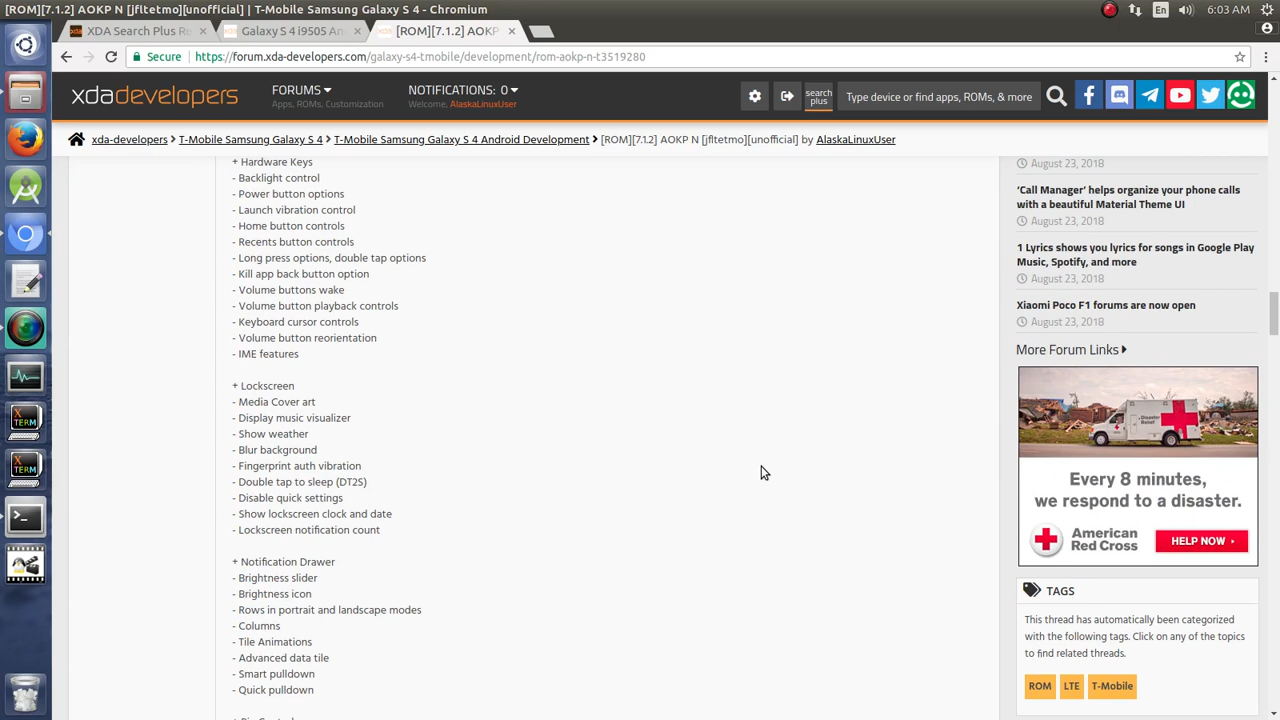 [ROM][7.1.2] AOKP N [jfltetmo][unofficial] | T-Mobile Samsung Galaxy S 4 - Chromium
En
6:03 AM
XDA Search Plus R
Galaxy S 4 i9505 An
[ROM][7.1.2] AOKP
Secure
https://forum.xda-developers.com/galaxy-s4-tmobile/development/rom-aokp-n-t3519280
xdadevelopers
FORUMS
Apps, ROMs, Customization
NOTIFICATIONS: 0
Welcome, AlaskaLinuxUser
search
plus
Type device or find apps, ROMs, & more
xda-developers
T-Mobile Samsung Galaxy S 4
T-Mobile Samsung Galaxy S 4 Android Development
[ROM][7.1.2] AOKP N [jfltetmo][unofficial] by AlaskaLinuxUser
+ Hardware Keys
- Backlight control
- Power button options
- Launch vibration control
- Home button controls
- Recents button controls
- Long press options, double tap options
- Kill app back button option
- Volume buttons wake
- Volume button playback controls
- Keyboard cursor controls
- Volume button reorientation
- IME features
+ Lockscreen
- Media Cover art
- Display music visualizer
- Show weather
- Blur background
- Fingerprint auth vibration
- Double tap to sleep (DT2S)
- Disable quick settings
- Show lockscreen clock and date
- Lockscreen notification count
+ Notification Drawer
- Brightness slider
- Brightness icon
- Rows in portrait and landscape modes
- Columns
- Tile Animations
- Advanced data tile
- Smart pulldown
- Quick pulldown
August 23, 2018
‘Call Manager’ helps organize your phone calls
with a beautiful Material Theme UI
August 23, 2018
1 Lyrics shows you lyrics for songs in Google Play
Music, Spotify, and more
August 23, 2018
Xiaomi Poco F1 forums are now open
August 23, 2018
More Forum Links
Disaster
Relief
Every 8 minutes,
we respond to a disaster.
American
Red Cross
HELP NOW
TAGS
This thread has automatically been categorized
with the following tags. Click on any of the topics
to find related threads.
ROM
LTE
T-Mobile
X
TERM
X
TERM